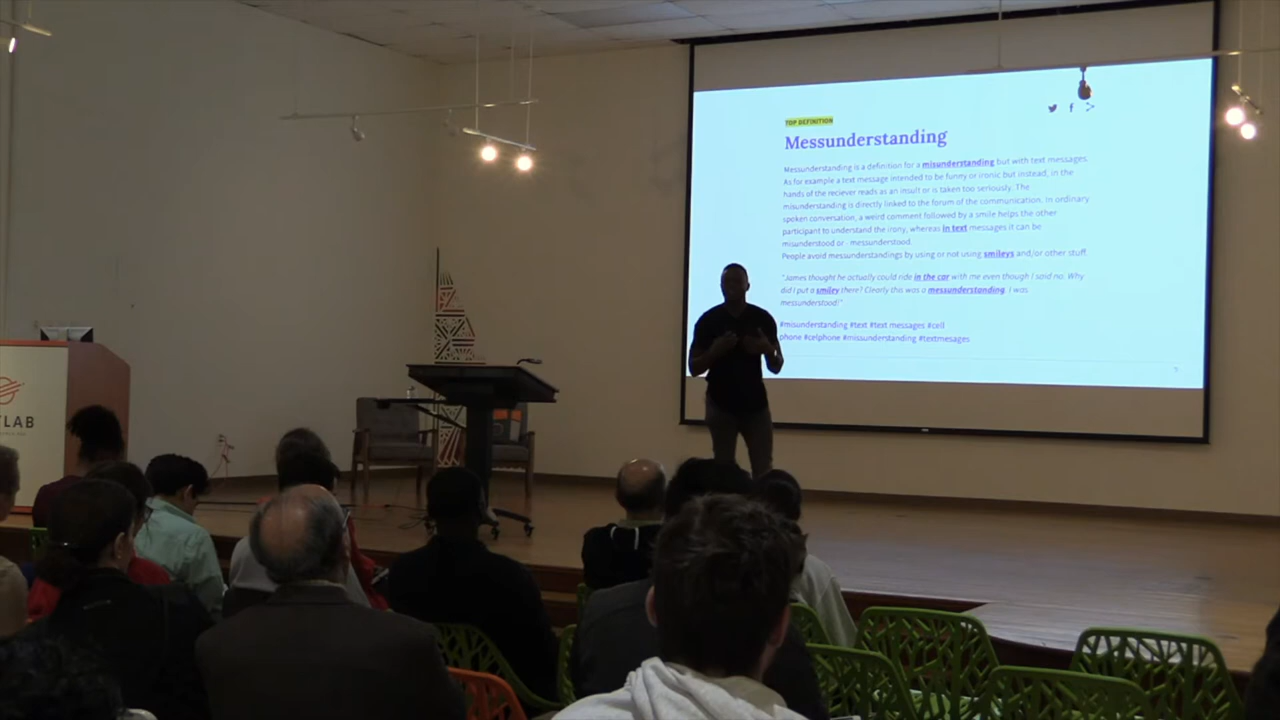 TOP DEFINITION
Messunderstanding
Messunderstanding is a definition for a misunderstanding but with text messages.
As for example a text message intended to be funny or ironic but instead, in the
hands of the reciever reads as an insult or is taken too seriously. The
misunderstanding is directly linked to the forum of the communication. In ordinary
spoken conversation, a weird comment followed by a smile helps the other
participant to understand the irony, whereas in text messages it can be
misunderstood or - messunderstood.
People avoid messunderstandings by using or not using smileys and/or other stuff.
"James thought he actually could ride in the car with me even though I said no. Why
did I put a smiley there? Clearly this was a messunderstanding. I was
messunderstood!"
#misunderstanding #text #text messages #cell
phone #celphone #missunderstanding #textmesages
LAB